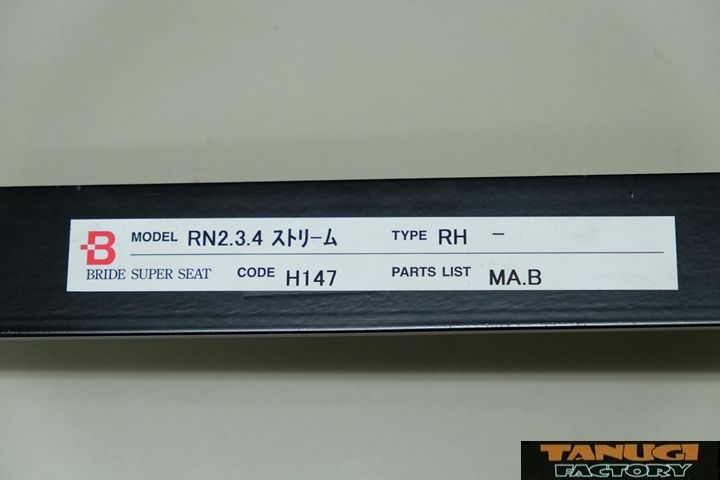 B MODEL RN2.3.4 ストリーム TYPE RH –
BRIDE SUPER SEAT CODE H147 PARTS LIST MA.B
TANUGI
FACTORY